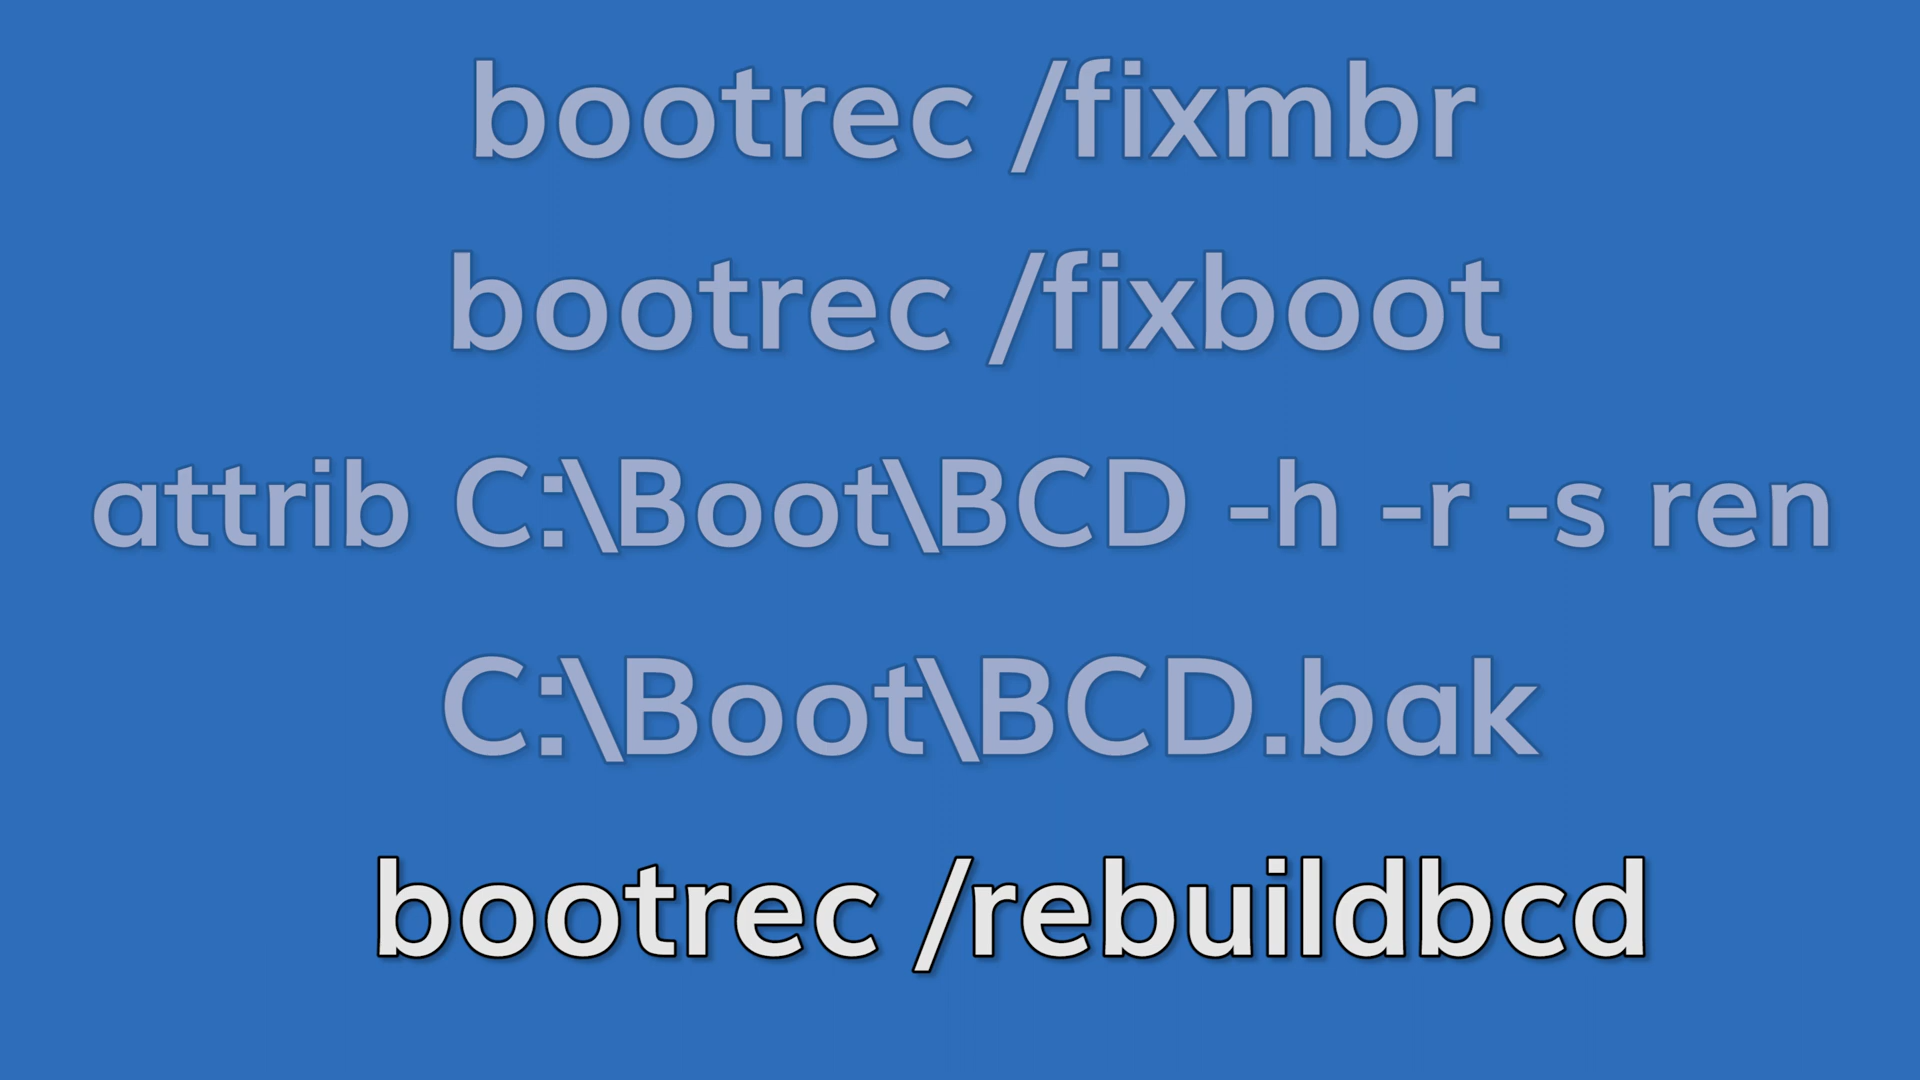 bootrec /fixmbr
bootrec /fixboot
attrib C:\Boot\BCD -h -r -s ren
C:\Boot\BCD.bak
bootrec /rebuildbcd